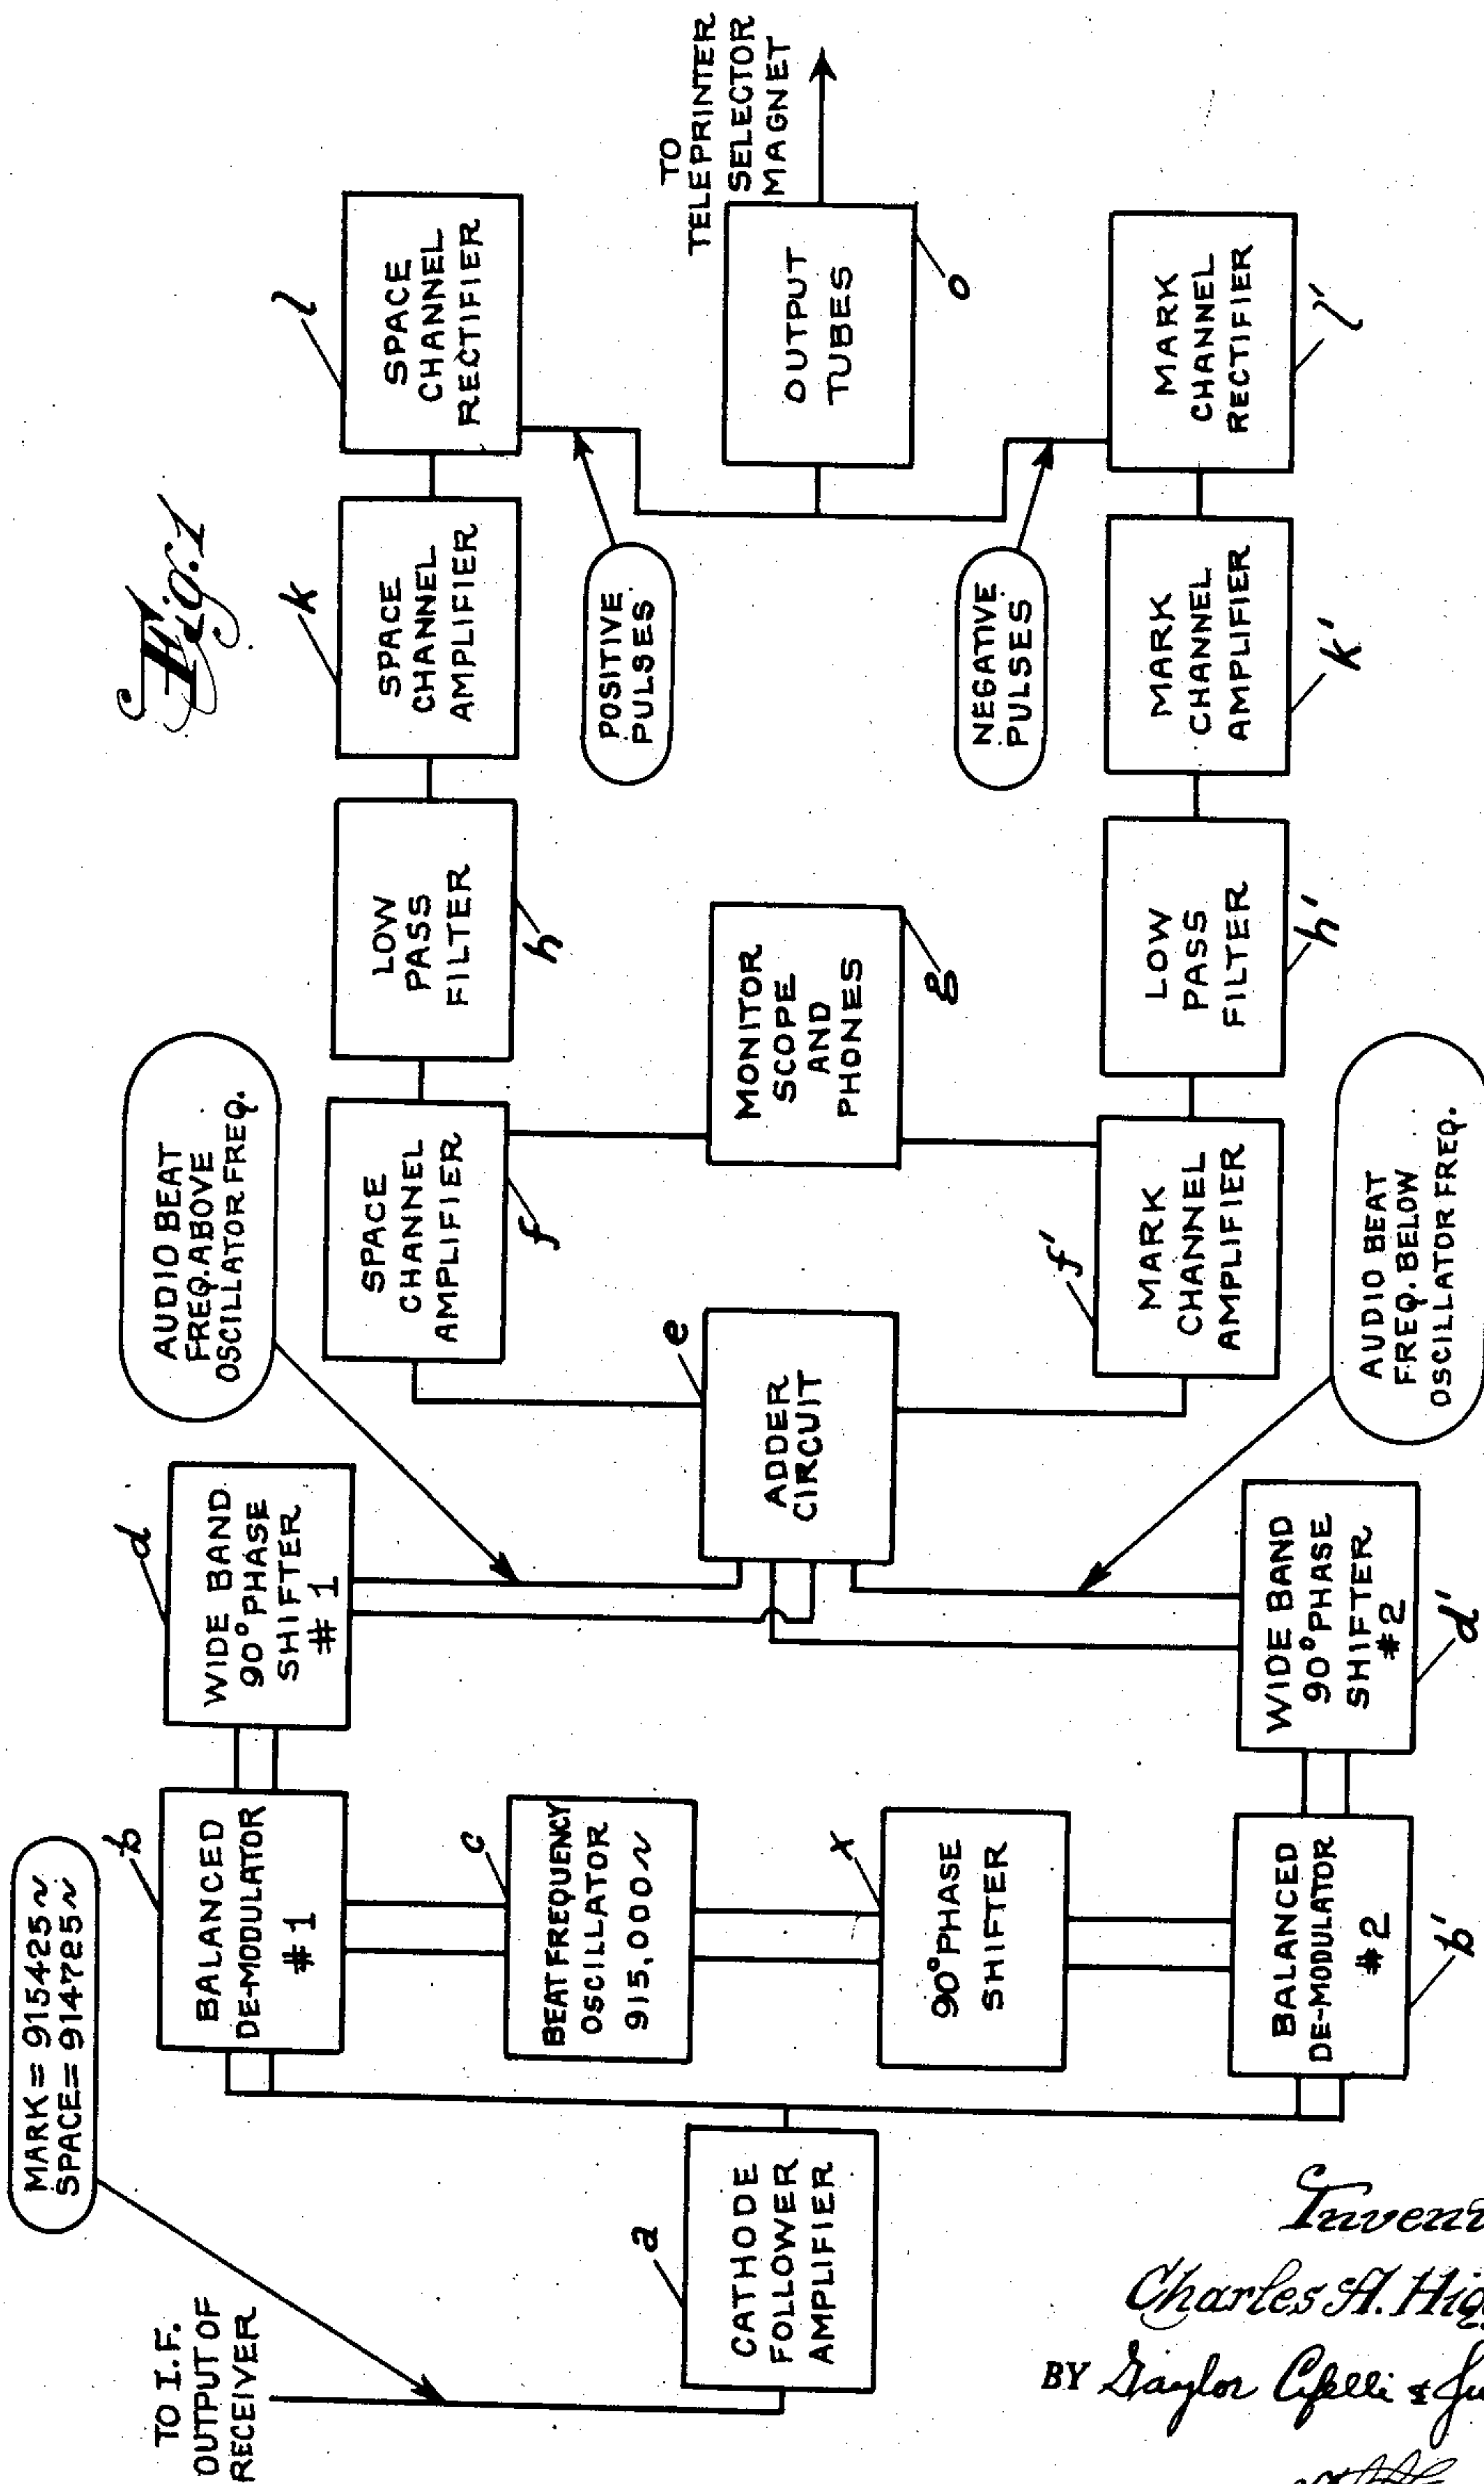 Fig. 1
TO I.F.
OUTPUT OF
RECEIVER
MARK = 915425~
SPACE = 914725~
a
CATHODE
FOLLOWER
AMPLIFIER
b
BALANCED
DE-MODULATOR
#1
c
BEAT FREQUENCY
OSCILLATOR
915,000~
x
90° PHASE
SHIFTER
BALANCED
DE-MODULATOR
#2
b'
d
WIDE BAND
90° PHASE
SHIFTER
#1
WIDE BAND
90° PHASE
SHIFTER
#2
d'
AUDIO BEAT
FREQ. ABOVE
OSCILLATOR FREQ.
AUDIO BEAT
FREQ. BELOW
OSCILLATOR FREQ.
e
ADDER
CIRCUIT
SPACE
CHANNEL
AMPLIFIER
f
f'
MARK
CHANNEL
AMPLIFIER
MONITOR
SCOPE
AND
PHONES
g
LOW
PASS
FILTER
h
LOW
PASS
FILTER
h'
k
SPACE
CHANNEL
AMPLIFIER
MARK
CHANNEL
AMPLIFIER
k'
POSITIVE
PULSES
NEGATIVE
PULSES
l
SPACE
CHANNEL
RECTIFIER
OUTPUT
TUBES
o
MARK
CHANNEL
RECTIFIER
l'
TO
TELEPRINTER
SELECTOR
MAGNET
Charles A.
BY